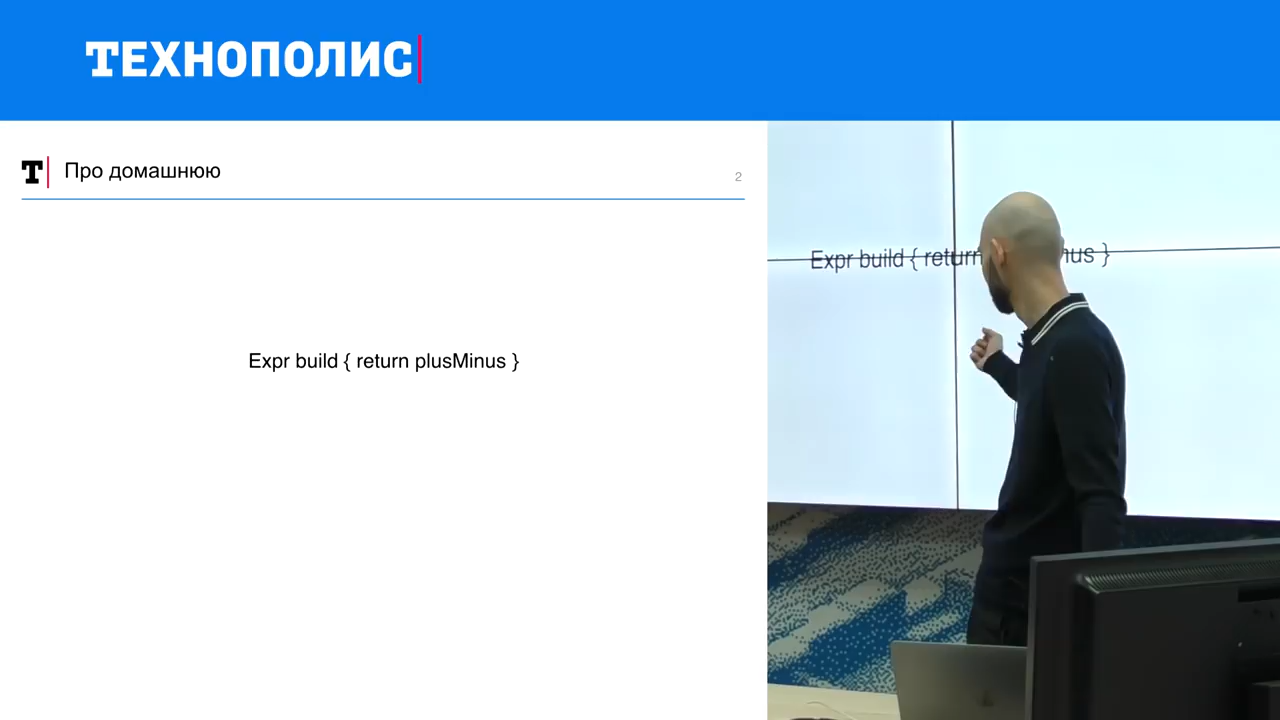 ТЕХНОПОЛИС
Т Про домашнюю
2
Expr build { return plusMinus }
Expr build { return nus }